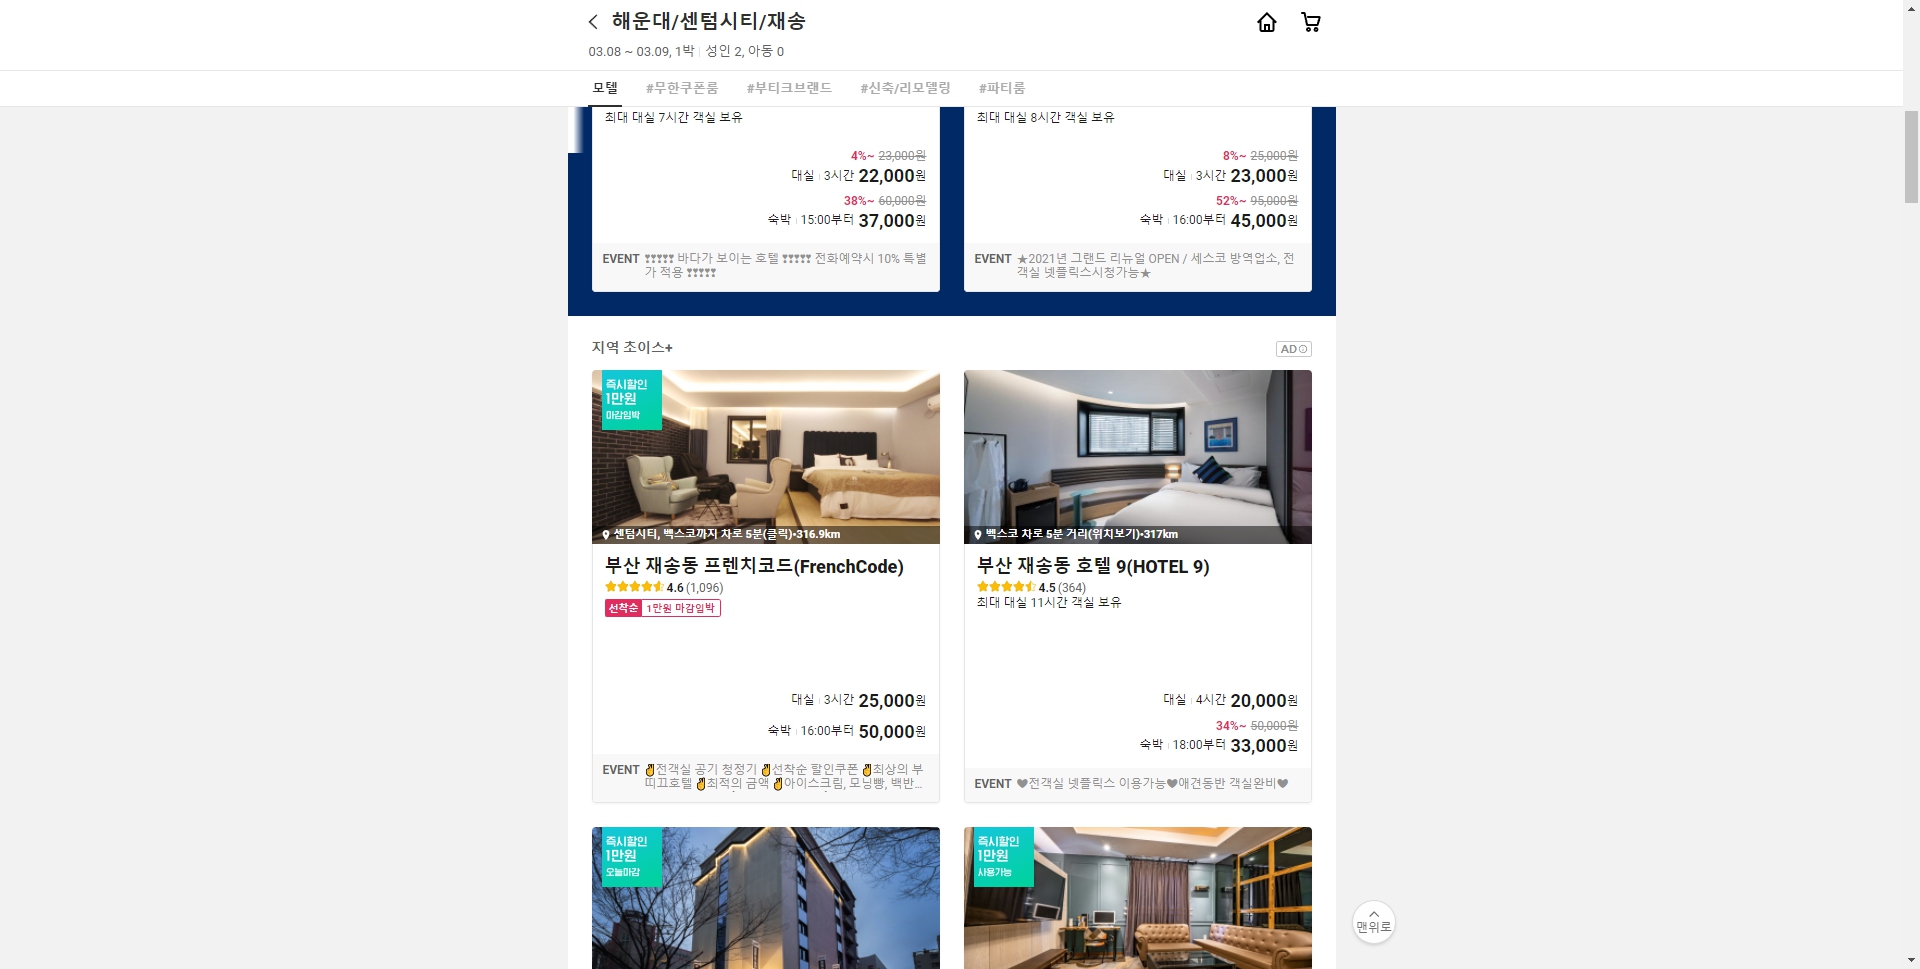 해운대/센텀시티/재송
03.08 ~ 03.09, 1박 | 성인 2, 아동 0
모텔 #무한쿠폰룸 #부티크브랜드 #신축/리모델링 #파티룸
최대 대실 7시간 객실 보유
4%~ 23,000원
대실 | 3시간 22,000원
38%~ 60,000원
숙박 | 15:00부터 37,000원
EVENT ❣❣❣❣❣ 바다가 보이는 호텔 ❣❣❣❣❣ 전화예약시 10% 특별
가 적용 ❣❣❣❣❣
최대 대실 8시간 객실 보유
8%~ 25,000원
대실 | 3시간 23,000원
52%~ 95,000원
숙박 | 16:00부터 45,000원
EVENT ★2021년 그랜드 리뉴얼 OPEN / 세스코 방역업소, 전
객실 넷플릭스시청가능★
지역 초이스+
AD
즉시할인
1만원
마감임박
센텀시티, 벡스코까지 차로 5분(클릭)•316.9km
부산 재송동 프렌치코드(FrenchCode)
4.6 (1,096)
선착순 1만원 마감임박
대실 | 3시간 25,000원
숙박 | 16:00부터 50,000원
EVENT ✌전객실 공기 청정기 ✌선착순 할인쿠폰 ✌최상의 부
띠끄호텔 ✌최적의 금액 ✌아이스크림, 모닝빵, 백반...
벡스코 차로 5분 거리(위치보기)•317km
부산 재송동 호텔 9(HOTEL 9)
4.5 (364)
최대 대실 11시간 객실 보유
대실 | 4시간 20,000원
34%~ 50,000원
숙박 | 18:00부터 33,000원
EVENT ♥전객실 넷플릭스 이용가능♥애견동반 객실완비♥
즉시할인
1만원
오늘마감
즉시할인
1만원
사용가능
맨위로